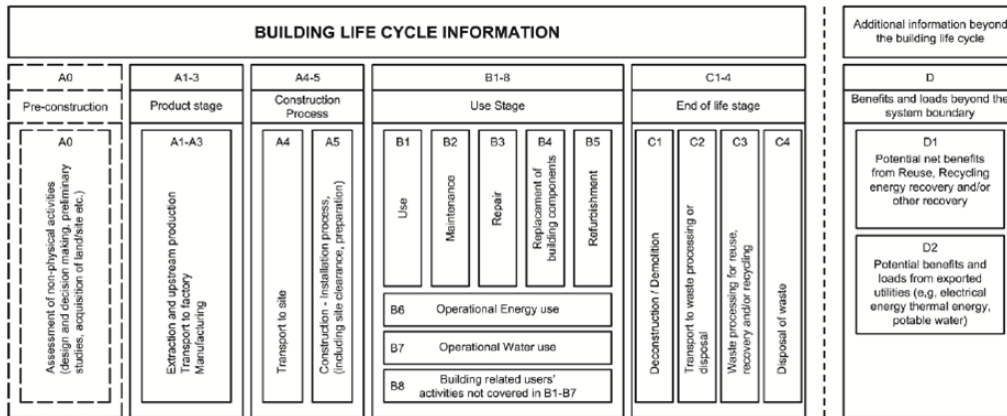 BUILDING LIFE CYCLE INFORMATION
Additional information beyond
the building life cycle
A0
Pre-construction
A0
Assessment of non-physical activities
(design and decision making, preliminary
studies, acquisition of land/site etc.)
A1-3
Product stage
A1-A3
Extraction and upstream production
Transport to factory
Manufacturing
A4-5
Construction
Process
A4
Transport to site
A5
Construction - Installation process,
(including site clearance, preparation)
B1-8
Use Stage
B1
Use
B2
Maintenance
B3
Repair
B4
Replacement of
building components
B5
Refurbishment
B6
Operational Energy use
B7
Operational Water use
B8
Building related users'
activities not covered in B1-B7
C1-4
End of life stage
C1
Deconstruction / Demolition
C2
Transport to waste processing or
disposal
C3
Waste processing for reuse,
recovery and/or recycling
C4
Disposal of waste
D
Benefits and loads beyond the
system boundary
D1
Potential net benefits
from Reuse, Recycling
energy recovery and/or
other recovery
D2
Potential benefits and
loads from exported
utilities (e,g, electrical
energy thermal energy,
potable water)